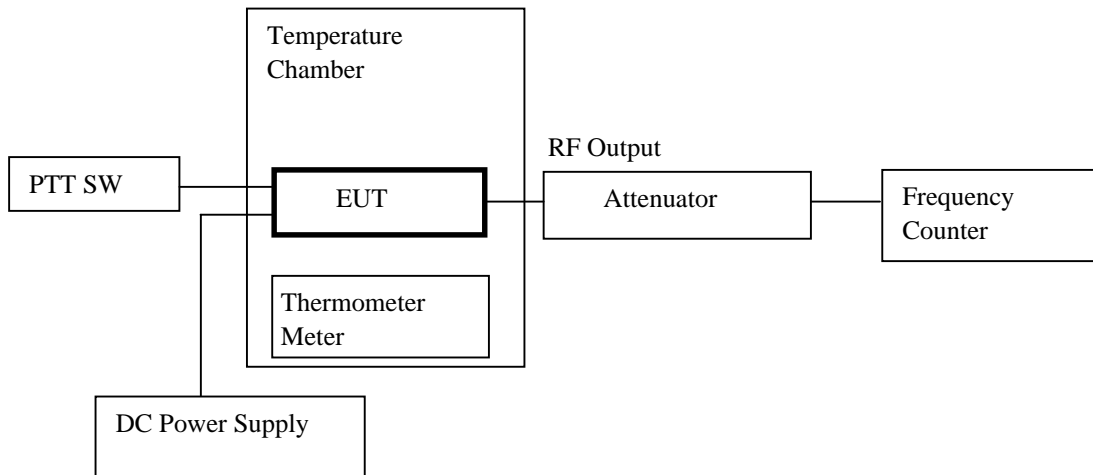 Temperature
Chamber
RF Output
PTT SW
EUT
Attenuator
Frequency
Counter
Thermometer
Meter
DC Power Supply